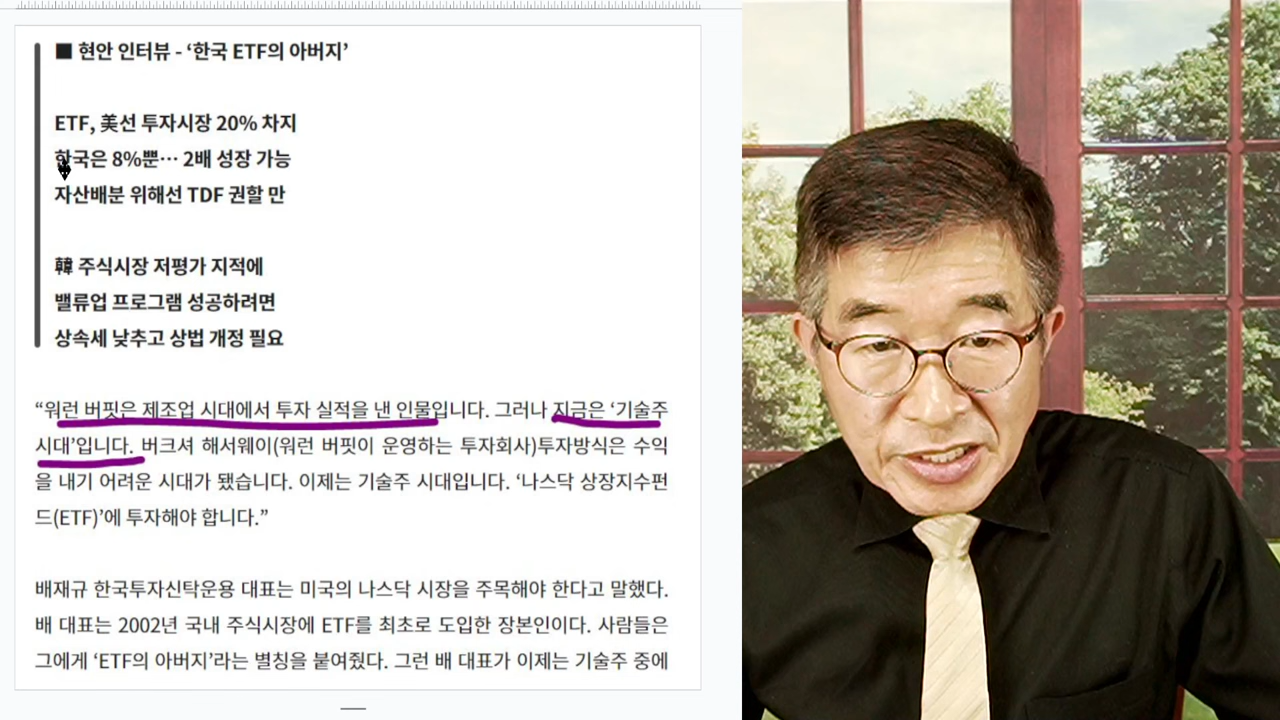 ■ 현안 인터뷰 - ‘한국 ETF의 아버지’
ETF, 美선 투자시장 20% 차지
한국은 8%뿐… 2배 성장 가능
자산배분 위해선 TDF 권할 만
韓 주식시장 저평가 지적에
밸류업 프로그램 성공하려면
상속세 낮추고 상법 개정 필요
“워런 버핏은 제조업 시대에서 투자 실적을 낸 인물입니다. 그러나 지금은 ‘기술주
시대’입니다. 버크셔 해서웨이(워런 버핏이 운영하는 투자회사)투자방식은 수익
을 내기 어려운 시대가 됐습니다. 이제는 기술주 시대입니다. ‘나스닥 상장지수펀
드(ETF)’에 투자해야 합니다.”
배재규 한국투자신탁운용 대표는 미국의 나스닥 시장을 주목해야 한다고 말했다.
배 대표는 2002년 국내 주식시장에 ETF를 최초로 도입한 장본인이다. 사람들은
그에게 ‘ETF의 아버지’라는 별칭을 붙여줬다. 그런 배 대표가 이제는 기술주 중에